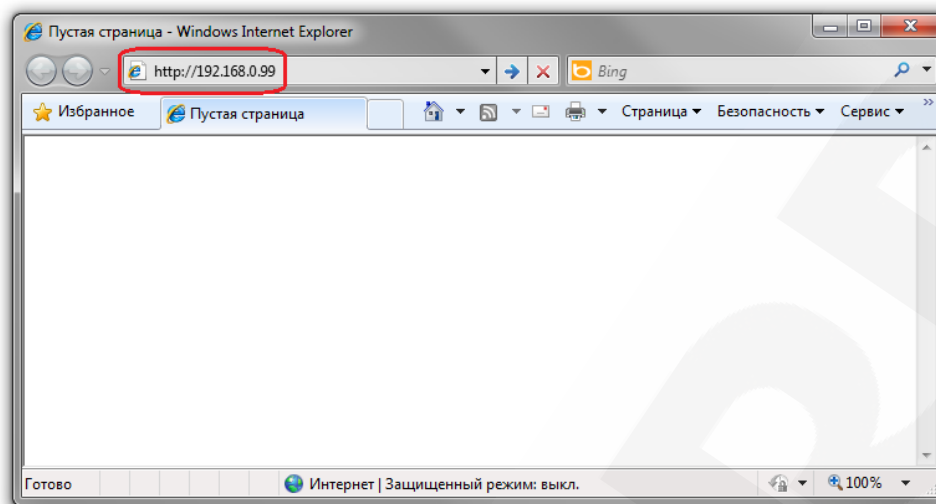 Пустая страница - Windows Internet Explorer
http://192.168.0.99 Bing
Избранное Пустая страница Страница Безопасность Сервис »
Готово Интернет | Защищенный режим: выкл. 100%